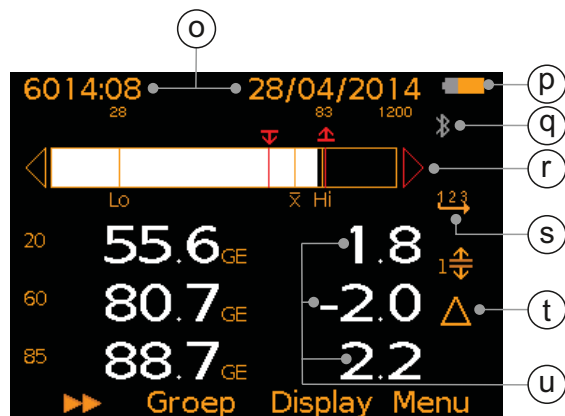 o
6014:08 28/04/2014 p
28 83 1200
q
r
Lo x̄ Hi
123
s
20 55.6GE 1.8
1
60 80.7GE -2.0
t
85 88.7GE 2.2
u
Groep Display Menu